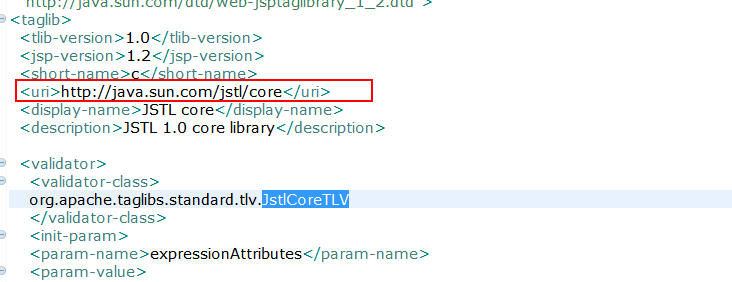 "http://java.sun.com/dtd/web-jsptaglibrary_1_2.dtd">
<taglib>
<tlib-version>1.0</tlib-version>
<jsp-version>1.2</jsp-version>
<short-name>c</short-name>
<uri>http://java.sun.com/jstl/core</uri>
<display-name>JSTL core</display-name>
<description>JSTL 1.0 core library</description>
<validator>
<validator-class>
org.apache.taglibs.standard.tlv.JstlCoreTLV
</validator-class>
<init-param>
<param-name>expressionAttributes</param-name>
<param-value>